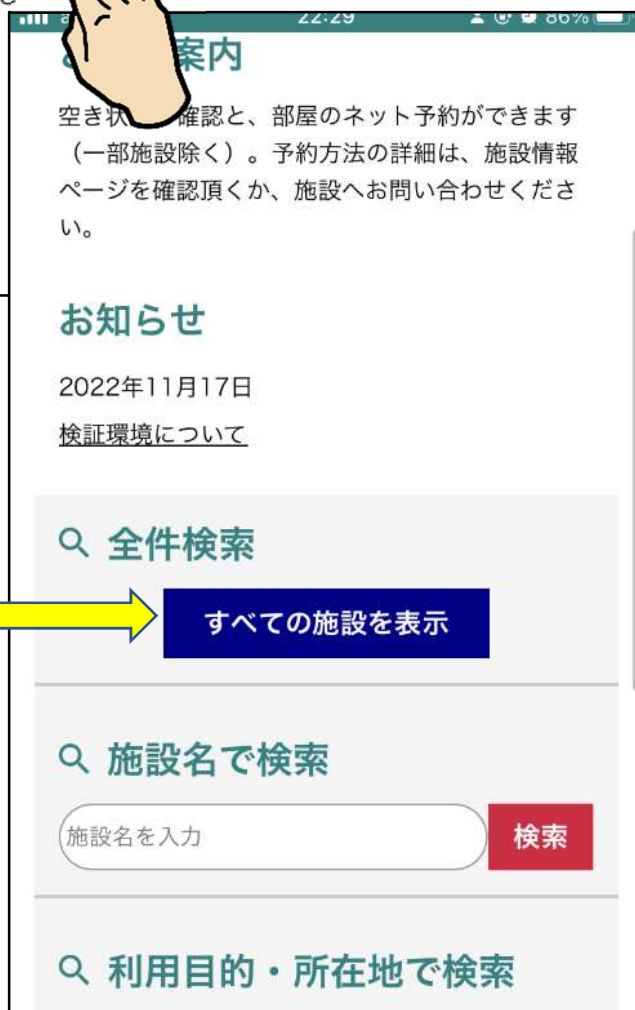 22:29 86%
案内
空き状 確認と、部屋のネット予約ができます
（一部施設除く）。予約方法の詳細は、施設情報
ページを確認頂くか、施設へお問い合わせくださ
い。
お知らせ
2022年11月17日
検証環境について
全件検索
すべての施設を表示
施設名で検索
施設名を入力 検索
利用目的・所在地で検索